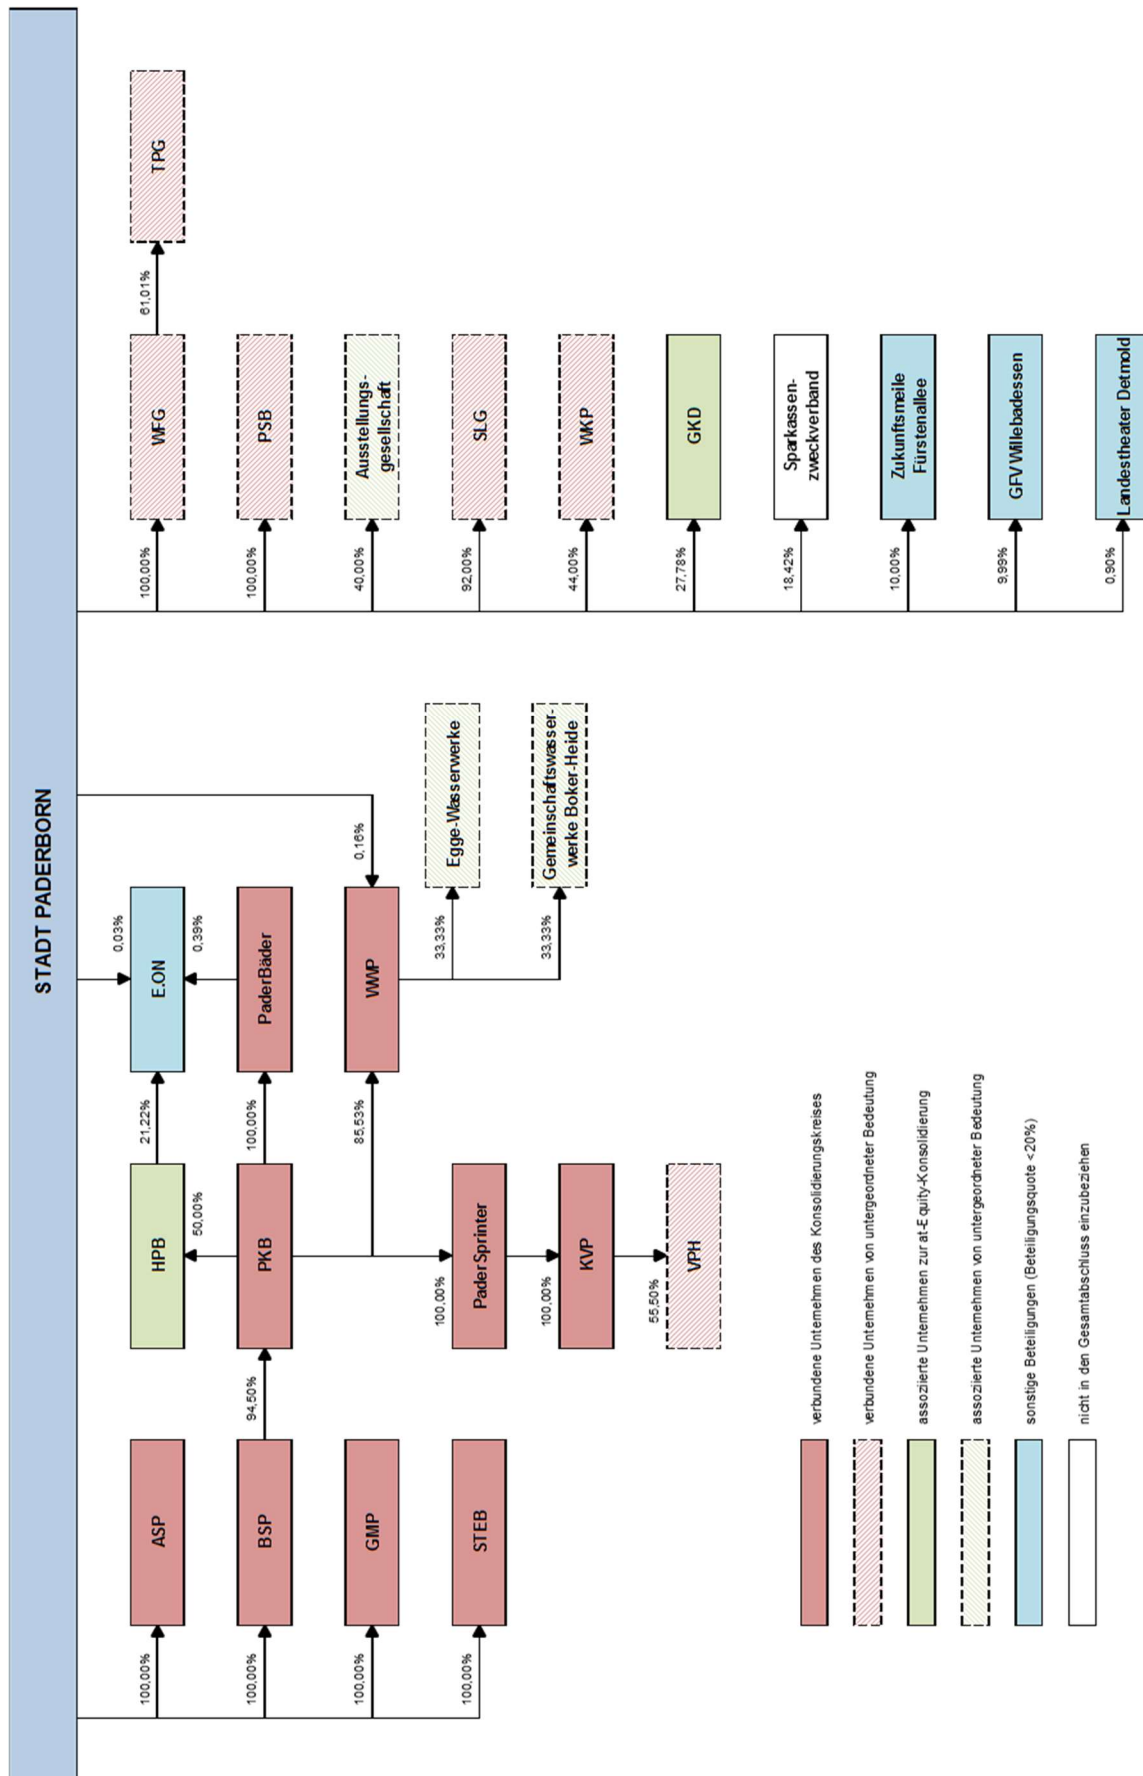 STADT PADERBORN
100,00%
ASP
100,00%
BSP
94,50%
100,00%
GMP
100,00%
STEB
HPB
21,22%
50,00%
PKB
100,00%
85,53%
100,00%
PaderSprinter
100,00%
KVP
55,50%
VPH
0,03%
E.ON
0,39%
PaderBäder
0,16%
WWP
33,33%
Egge-Wasserwerke
33,33%
Gemeinschaftswasser-
werke Boker-Heide
100,00%
WFG
61,01%
TPG
100,00%
PSB
40,00%
Ausstellungs-
gesellschaft
92,00%
SLG
44,00%
WKP
27,78%
GKD
18,42%
Sparkassen-
zweckverband
10,00%
Zukunftsmeile
Fürstenallee
9,99%
GFV Willebadessen
0,90%
Landestheater Detmold
verbundene Unternehmen des Konsolidierungskreises
verbundene Unternehmen von untergeordneter Bedeutung
assoziierte Unternehmen zur at-Equity-Konsolidierung
assoziierte Unternehmen von untergeordneter Bedeutung
sonstige Beteiligungen (Beteiligungsquote <20%)
nicht in den Gesamtabschluss einzubeziehen